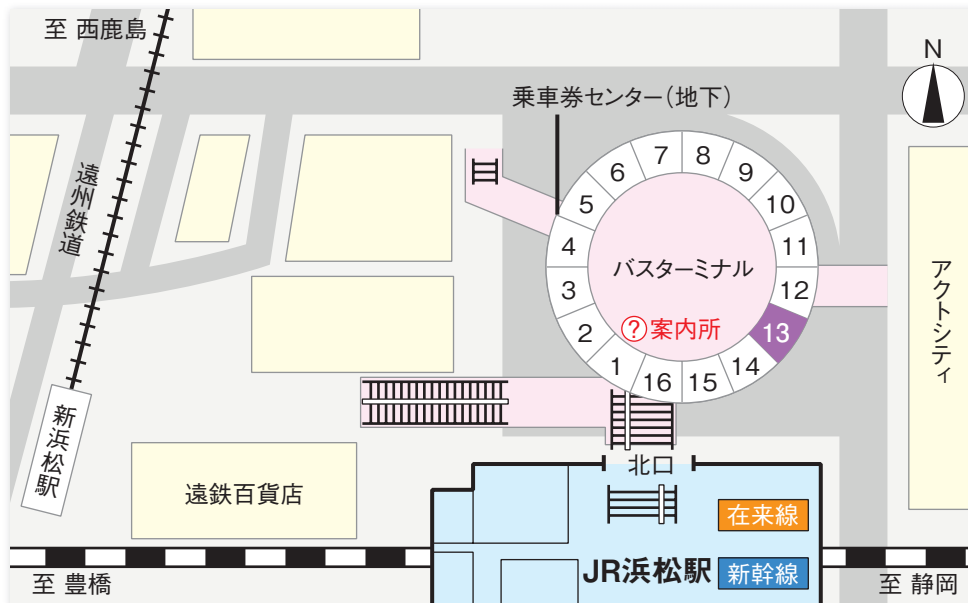 至 西鹿島
N
乗車券センター（地下）
遠州鉄道
7
8
6
9
5
10
4
11
バスターミナル
3
12
2
?案内所
13
1
14
16
15
アクトシティ
新浜松駅
北口
遠鉄百貨店
在来線
JR浜松駅
新幹線
至 豊橋
至 静岡